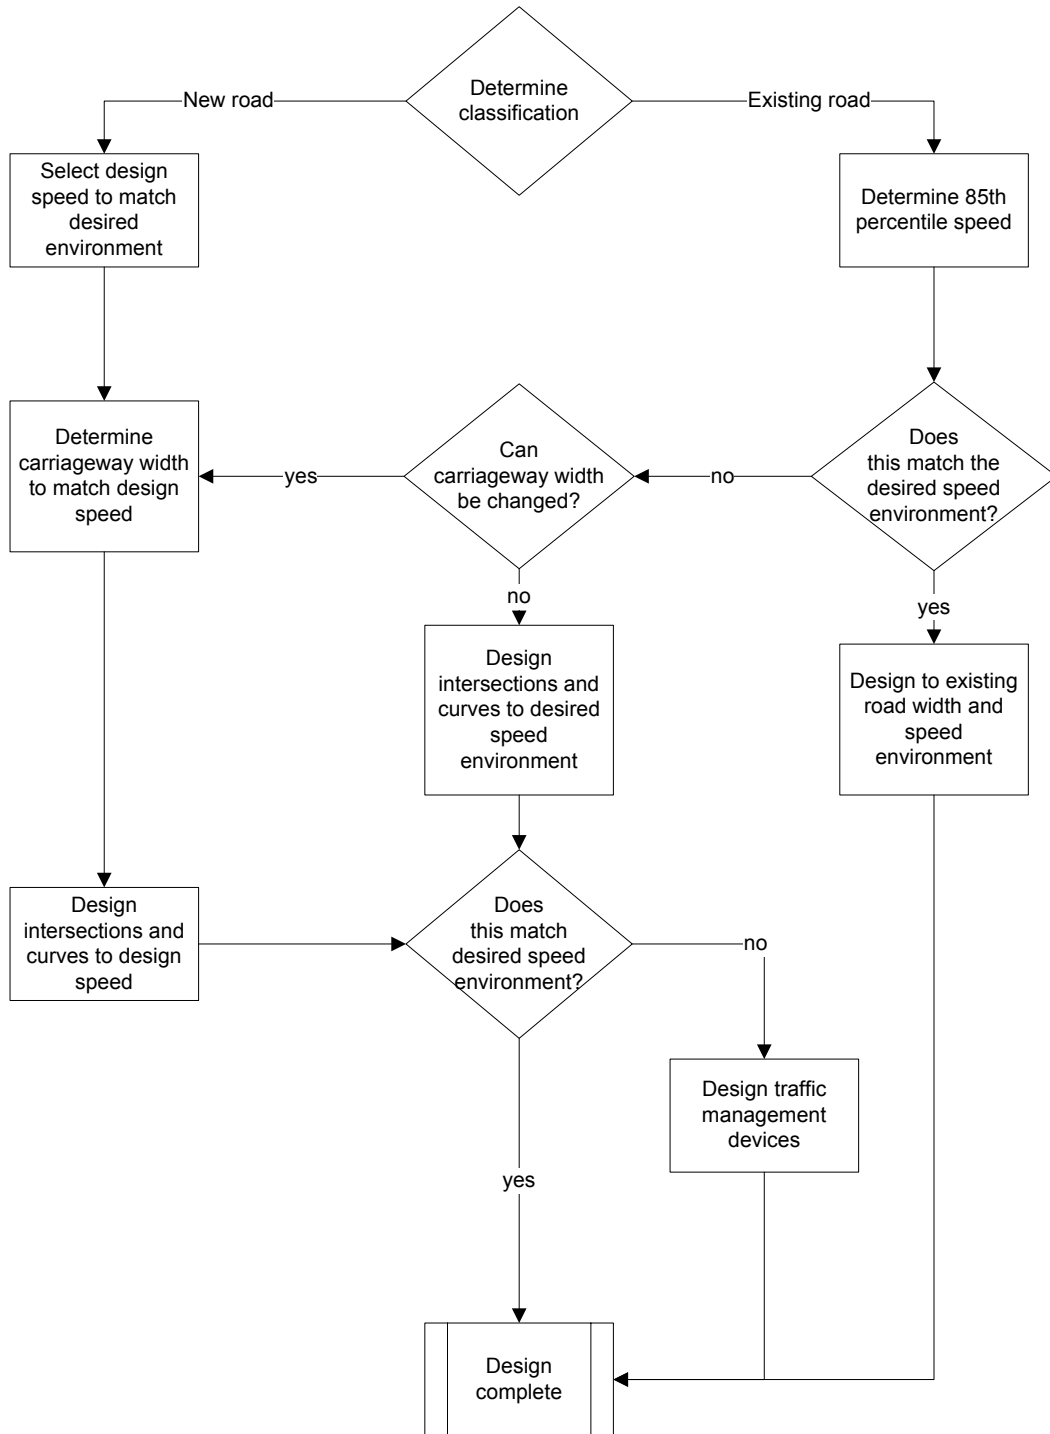 Determine
classification
New road
Existing road
Select design
speed to match
desired
environment
Determine 85th
percentile speed
Determine
carriageway width
to match design
speed
yes
Can
carriageway width
be changed?
no
Does
this match the
desired speed
environment?
no
yes
Design
intersections and
curves to desired
speed
environment
Design to existing
road width and
speed
environment
Design
intersections and
curves to design
speed
Does
this match
desired speed
environment?
no
Design traffic
management
devices
yes
Design
complete